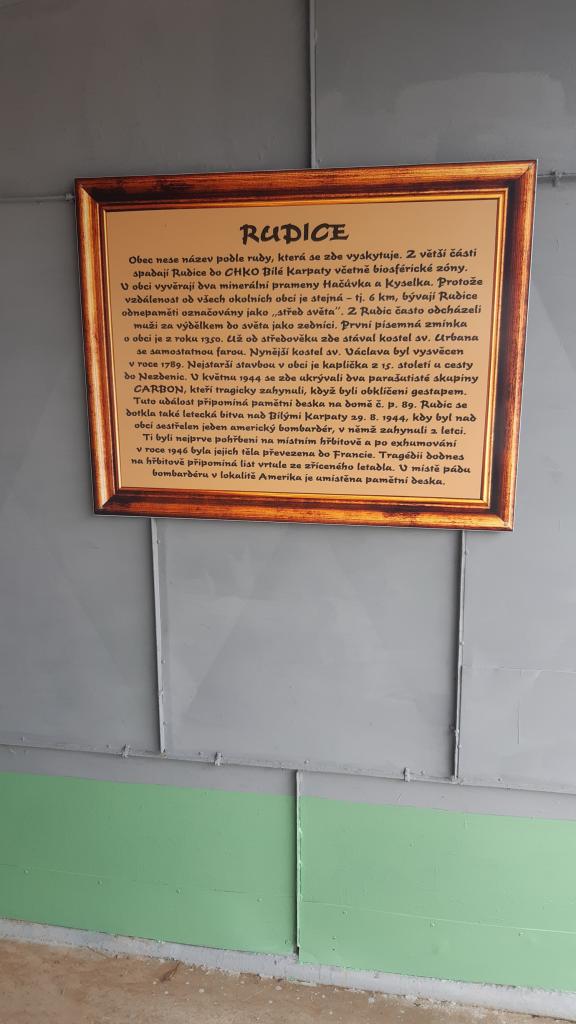 RUDICE
Obec nese název podle rudy, která se zde vyskytuje. Z větší části
spadají Rudice do CHKO Bílé Karpaty včetně biosférické zóny.
V obci vyvěrají dva minerální prameny Hačúvka a Kyselka. Protože
vzdálenost od všech okolních obcí je stejná – tj. 6 km, bývají Rudice
odnepaměti označovány jako „střed světa“. Z Rudic často odcházeli
muži za výdělkem do světa jako zedníci. První písemná zmínka
o obci je z roku 1350. Už od středověku zde stával kostel sv. Urbana
se samostatnou farou. Nynější kostel sv. Václava byl vysvěcen
v roce 1789. Nejstarší stavbou v obci je kaplička z 15. století u cesty
do Nezdenic. V květnu 1944 se zde ukrývali dva parašutisté skupiny
CARBON, kteří tragicky zahynuli, když byli obklíčeni gestapem.
Tuto událost připomíná pamětní deska na domě č. p. 89. Rudic se
dotkla také letecká bitva nad Bílými Karpaty 29. 8. 1944, kdy byl nad
obcí sestřelen jeden americký bombardér, v němž zahynuli 2 letci.
Ti byli nejprve pohřbeni na místním hřbitově a po exhumování
v roce 1946 byla jejich těla převezena do Francie. Tragédii dodnes
na hřbitově připomíná list vrtule ze zříceného letadla. U místě pádu
bombardéru v lokalitě Amerika je umístěna pamětní deska.